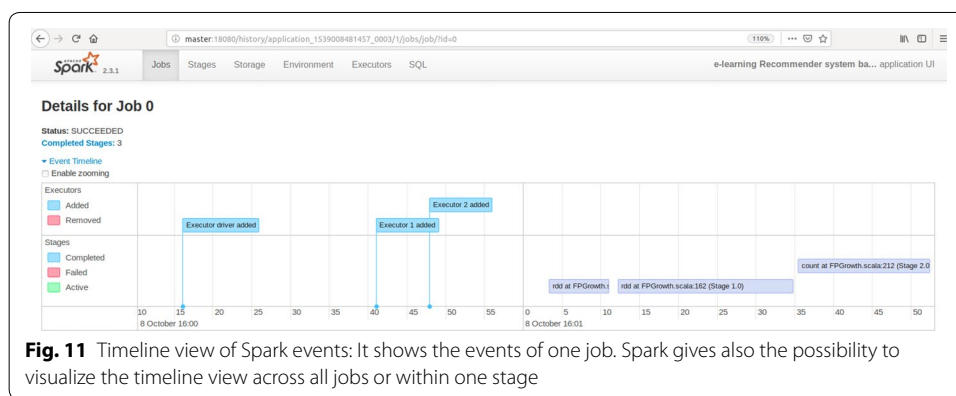 master:18080/history/application_1539008481457_0003/1/jobs/job/?id=0
110%
APACHE Spark 2.3.1 Jobs Stages Storage Environment Executors SQL e-learning Recommender system ba... application UI
Details for Job 0
Status: SUCCEEDED
Completed Stages: 3
Event Timeline
Enable zooming
Executors
Added
Removed
Executor driver added
Executor 1 added
Executor 2 added
Stages
Completed
Failed
Active
rdd at FPGrowth.s
rdd at FPGrowth.scala:162 (Stage 1.0)
count at FPGrowth.scala:212 (Stage 2.0
10 15 20 25 30 35 40 45 50 55 0 5 10 15 20 25 30 35 40 45 50
8 October 16:00 8 October 16:01
Fig. 11 Timeline view of Spark events: It shows the events of one job. Spark gives also the possibility to
visualize the timeline view across all jobs or within one stage